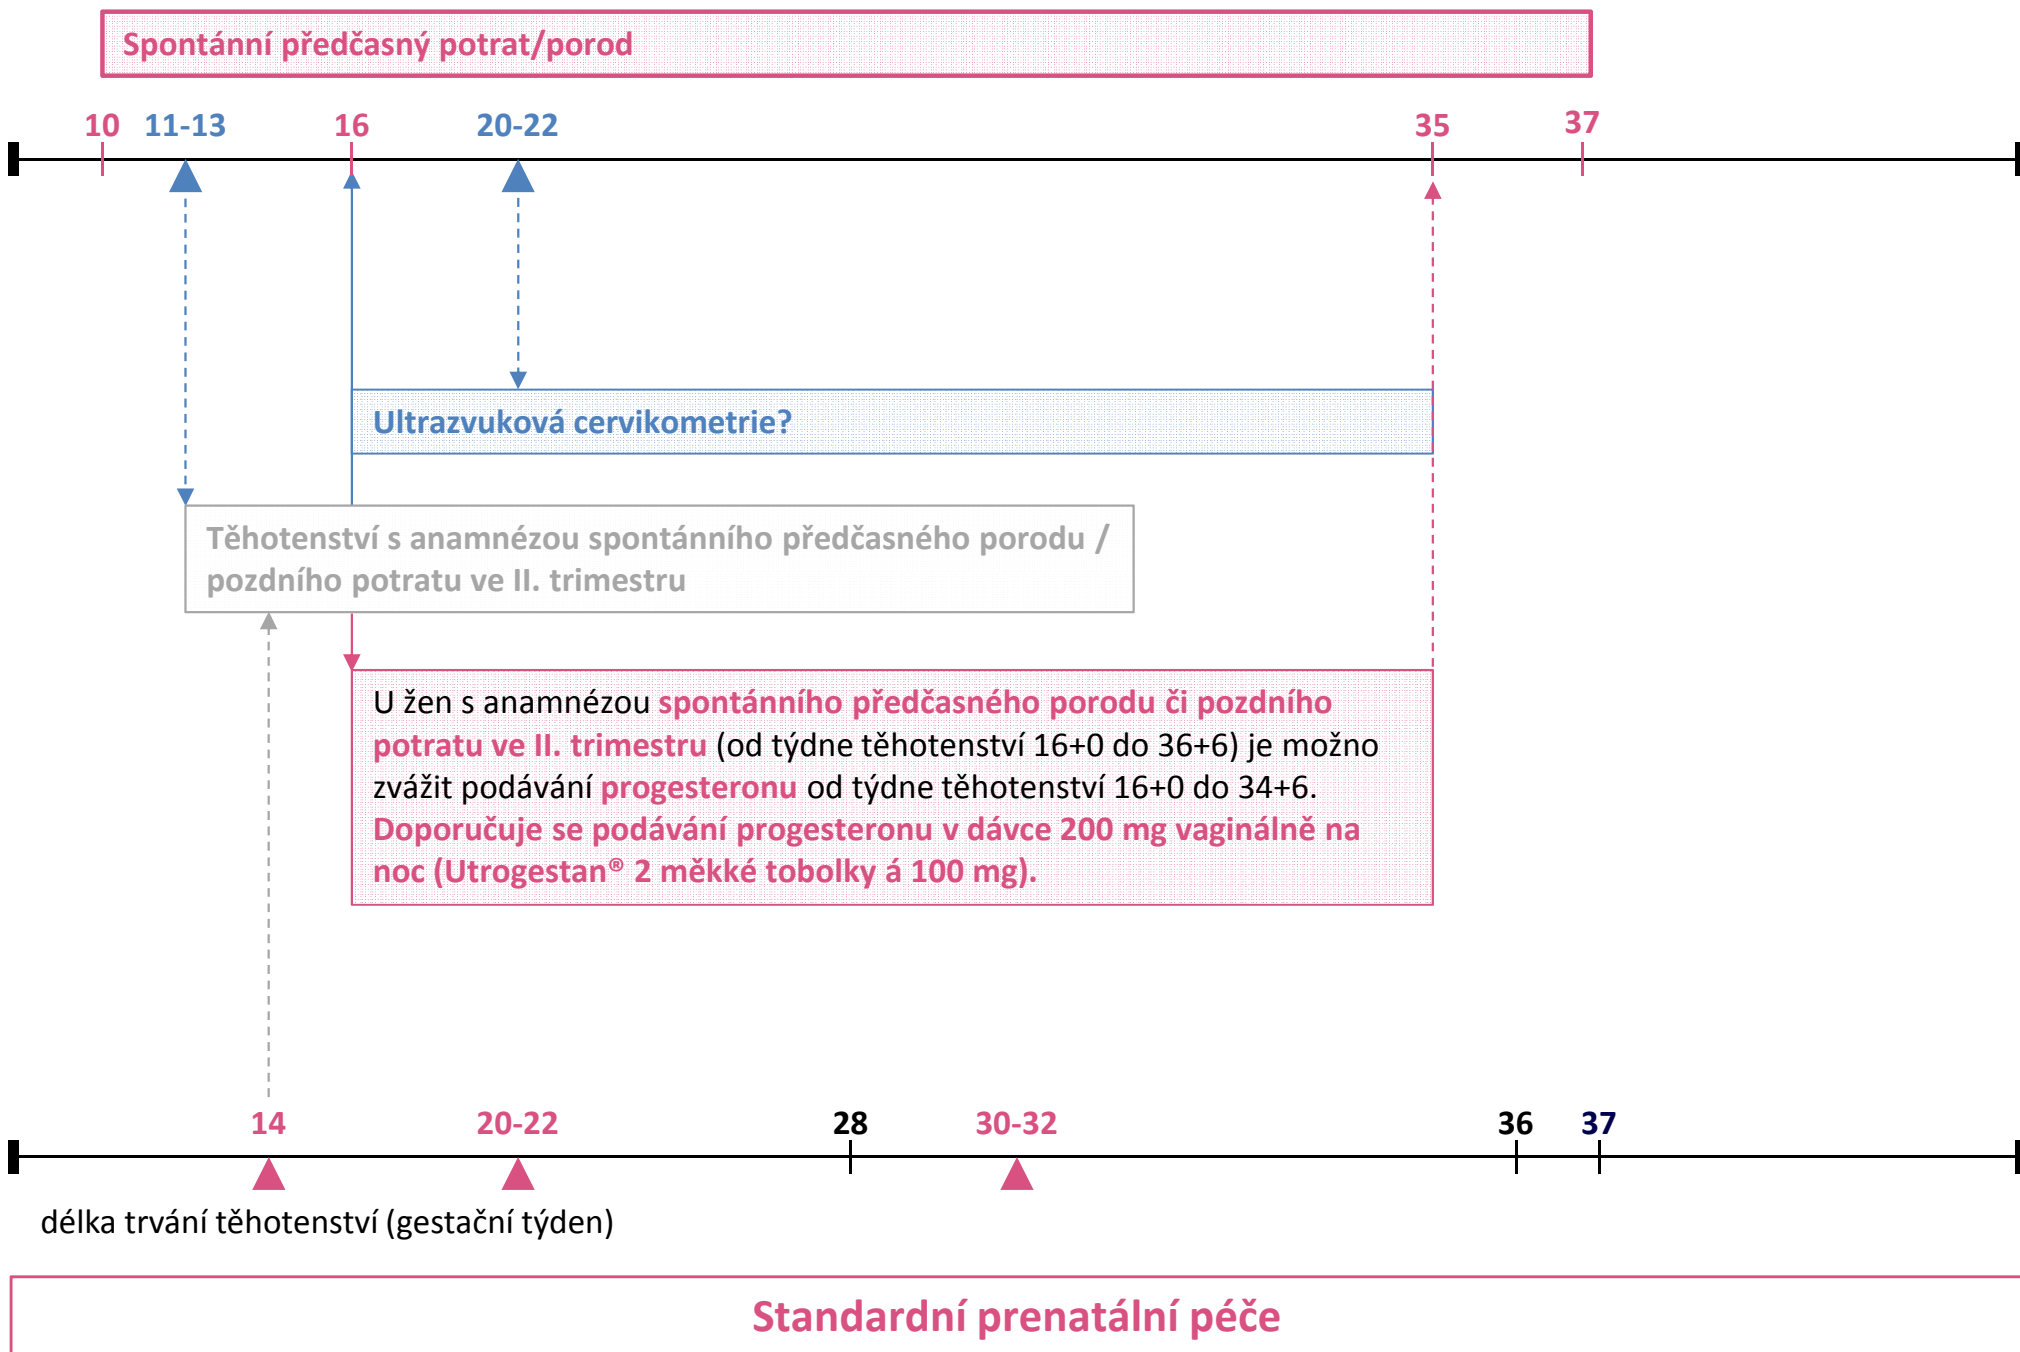 Spontánní předčasný potrat/porod
10 11-13 16 20-22 35 37
Ultrazvuková cervikometrie?
Těhotenství s anamnézou spontánního předčasného porodu /
pozdního potratu ve II. trimestru
U žen s anamnézou spontánního předčasného porodu či pozdního
potratu ve II. trimestru (od týdne těhotenství 16+0 do 36+6) je možno
zvážit podávání progesteronu od týdne těhotenství 16+0 do 34+6.
Doporučuje se podávání progesteronu v dávce 200 mg vaginálně na
noc (Utrogestan® 2 měkké tobolky á 100 mg).
14 20-22 28 30-32 36 37
délka trvání těhotenství (gestační týden)
Standardní prenatální péče